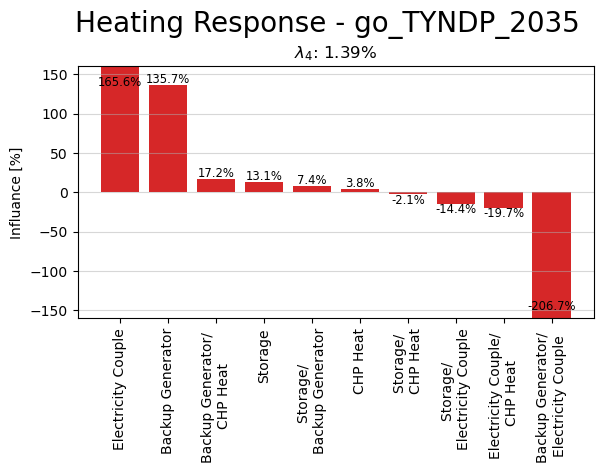 Heating Response - go_TYNDP_2035
λ4: 1.39%
Influance [%]
150
100
50
0
−50
−100
−150
165.6%
135.7%
17.2%
13.1%
7.4%
3.8%
-2.1%
-14.4%
-19.7%
-206.7%
Electricity Couple
Backup Generator
Backup Generator/
CHP Heat
Storage
Storage/
Backup Generator
CHP Heat
Storage/
CHP Heat
Storage/
Electricity Couple
Electricity Couple/
CHP Heat
Backup Generator/
Electricity Couple